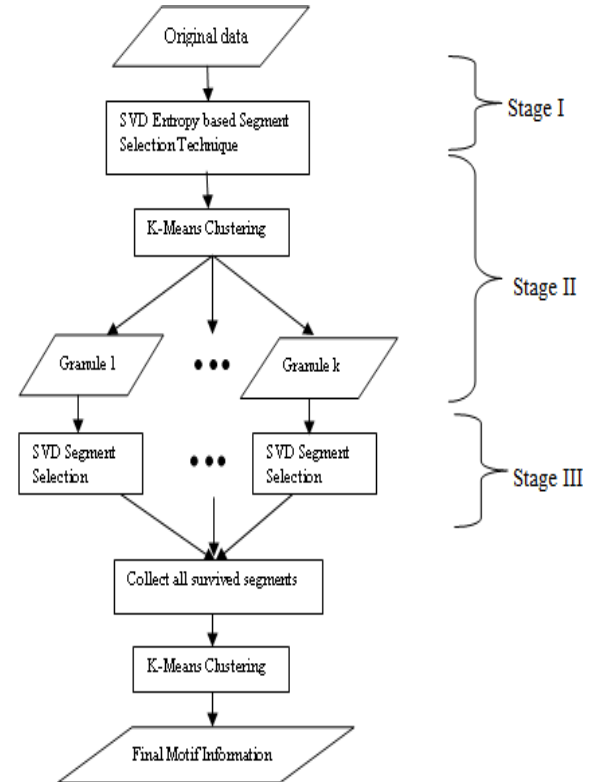 Original data
Stage I
SVD Entropy based Segment
Selection Technique
K-Means Clustering
Stage II
Granule 1
•••
Granule k
SVD Segment
Selection
•••
SVD Segment
Selection
Stage III
Collect all survived segments
K-Means Clustering
Final Motif Information